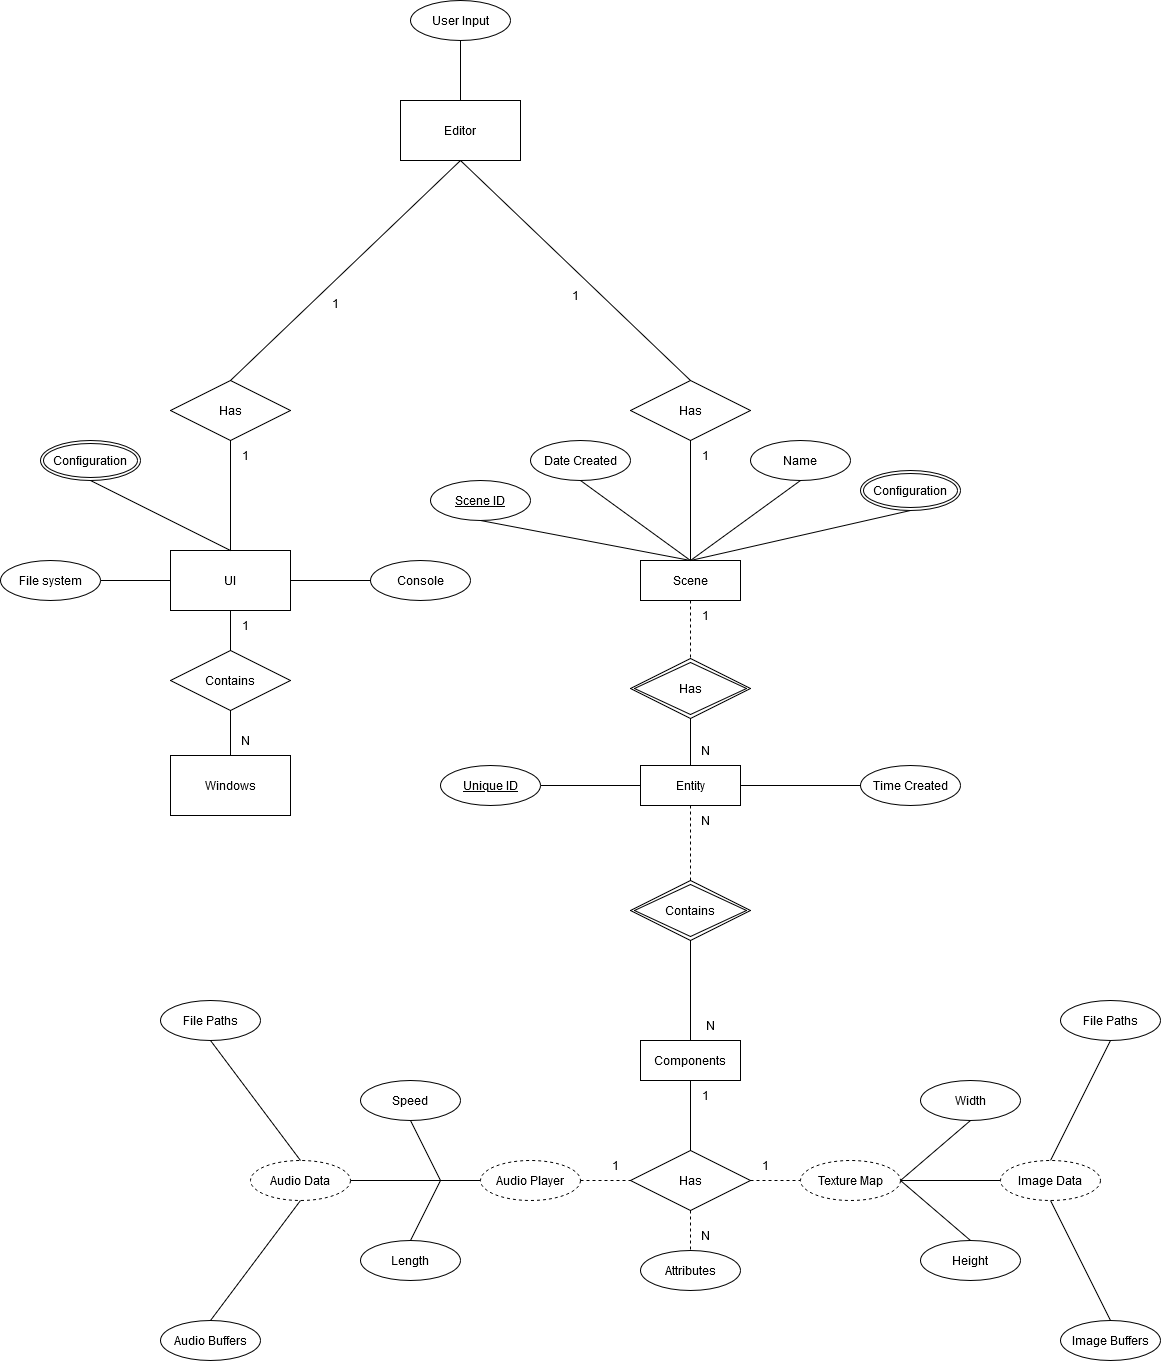 User Input
Editor
1
1
Has
Has
1
1
Configuration
Date Created
Name
Scene ID
Configuration
File system
UI
Console
Scene
1
1
Contains
Has
N
N
Windows
Unique ID
Entity
Time Created
N
Contains
N
File Paths
File Paths
Components
1
Speed
Width
1
1
Audio Data
Audio Player
Has
Texture Map
Image Data
N
Length
Attributes
Height
Audio Buffers
Image Buffers